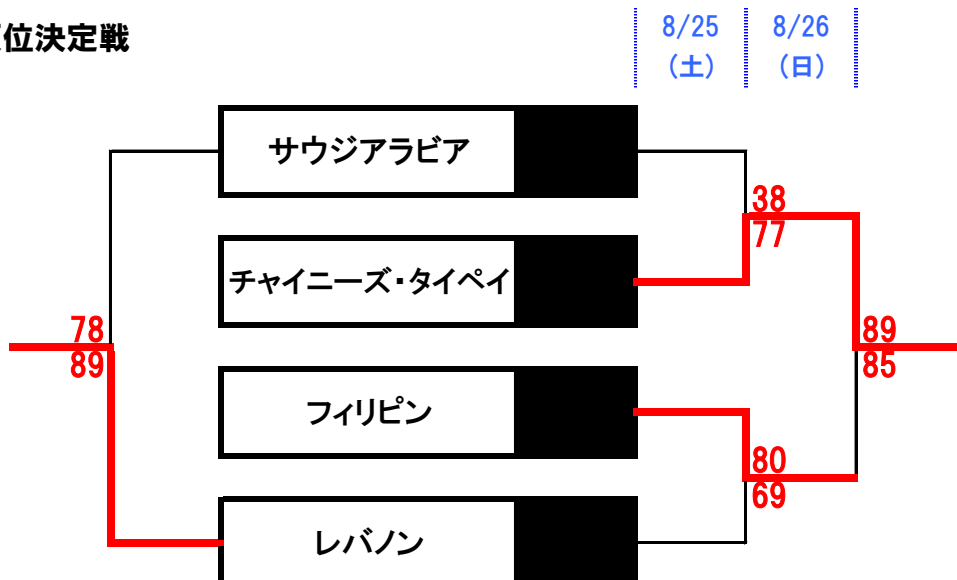 位決定戦
8/25
(土)
8/26
(日)
サウジアラビア
38
77
チャイニーズ・タイペイ
78
89
89
85
フィリピン
80
69
レバノン